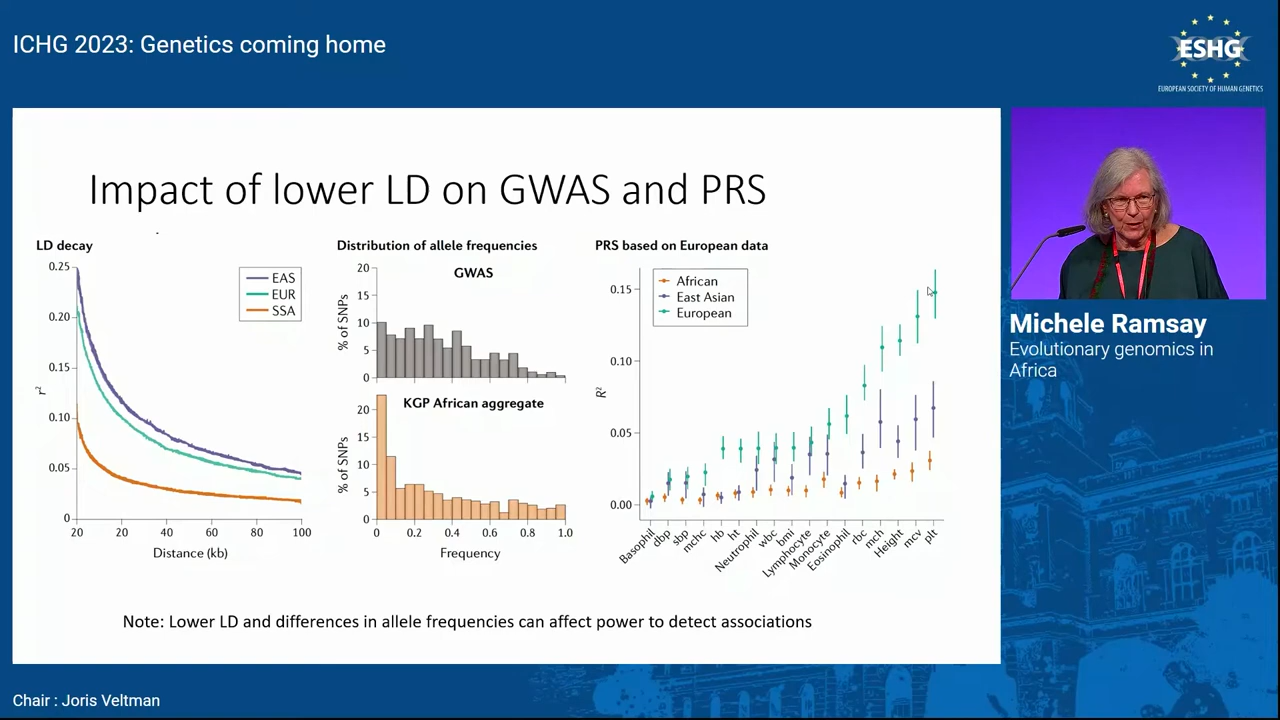 ICHG 2023: Genetics coming home
ESHG
EUROPEAN SOCIETY OF HUMAN GENETICS
Impact of lower LD on GWAS and PRS
LD decay
0.25
0.20
0.15
0.10
0.05
0
r²
EAS
EUR
SSA
20 20 40 60 80 100
Distance (kb)
Distribution of allele frequencies
GWAS
20
15
10
5
0
% of SNPs
KGP African aggregate
20
15
10
5
0
% of SNPs
0 0.2 0.4 0.6 0.8 1.0
Frequency
PRS based on European data
African
East Asian
European
0.15
0.10
0.05
0.00
R²
Basophil
dbp
sbp
mchc
hb
ht
Neutrophil
wbc
bmi
Lymphocyte
Monocyte
Eosinophil
rbc
mch
Height
mcv
plt
Note: Lower LD and differences in allele frequencies can affect power to detect associations
Michele Ramsay
Evolutionary genomics in
Africa
Chair : Joris Veltman